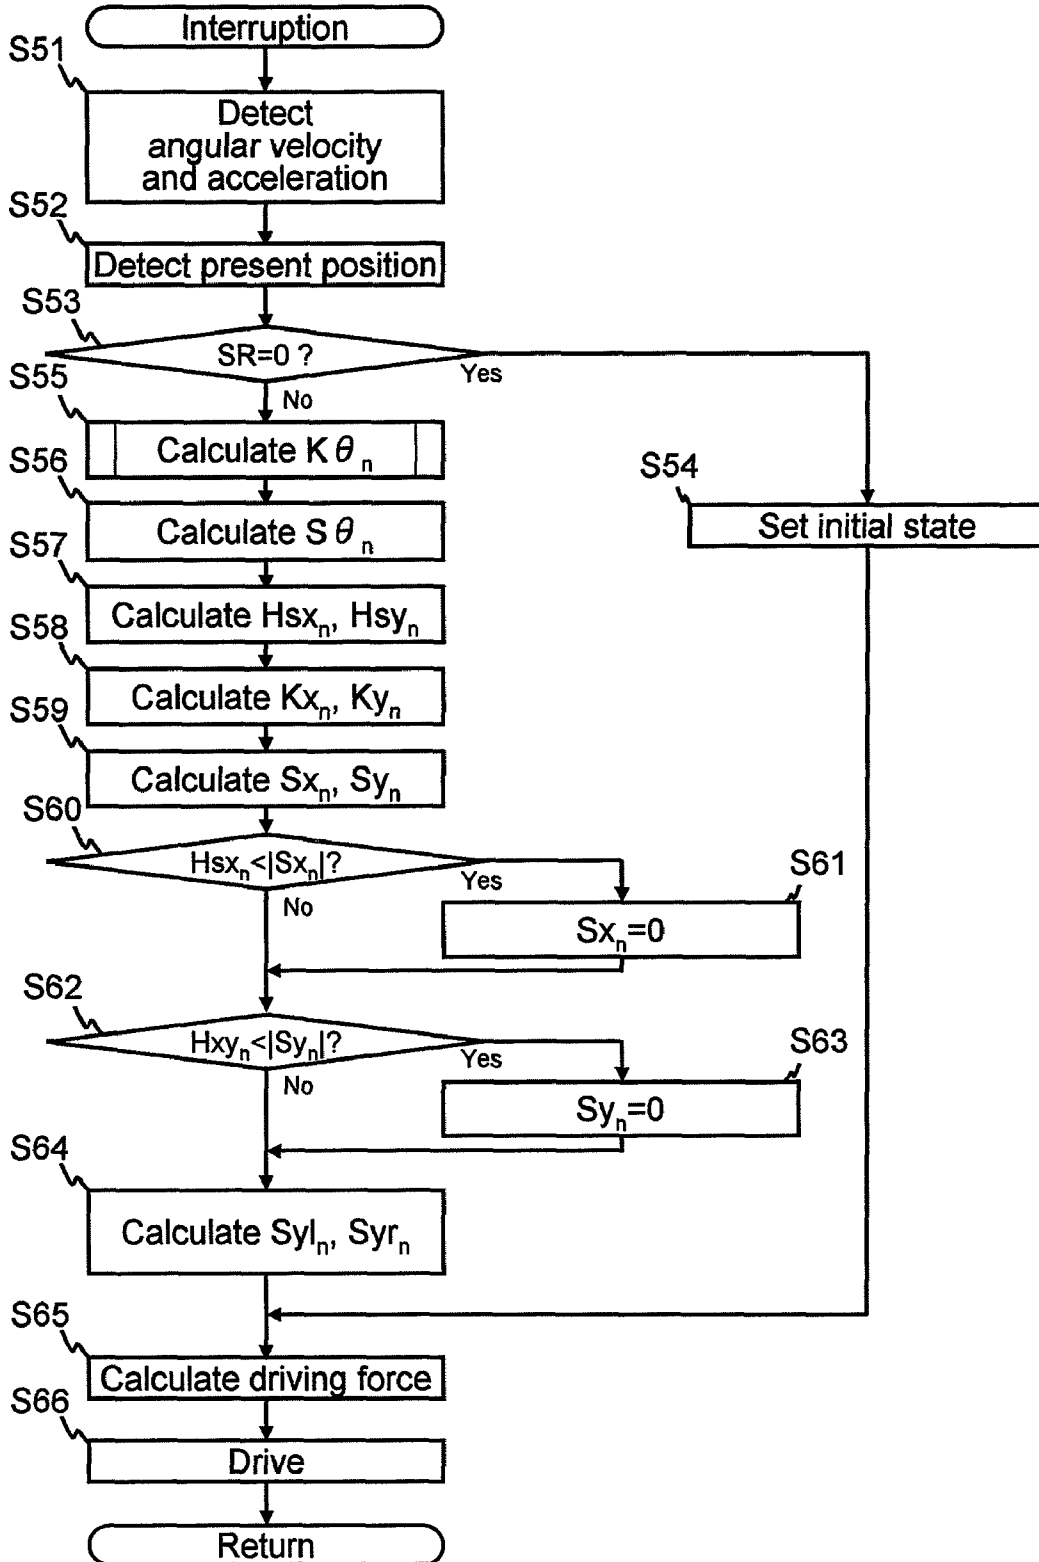 Interruption
S51
Detect
angular velocity
and acceleration
S52
Detect present position
S53
SR=0 ?
Yes
No
S55
Calculate K θn
S54
Set initial state
S56
Calculate S θn
S57
Calculate Hsxn, Hsyn
S58
Calculate Kxn, Kyn
S59
Calculate Sxn, Syn
S60
Hsxn<|Sxn|?
Yes
No
S61
Sxn=0
S62
Hxyn<|Syn|?
Yes
No
S63
Syn=0
S64
Calculate Syln, Syrn
S65
Calculate driving force
S66
Drive
Return